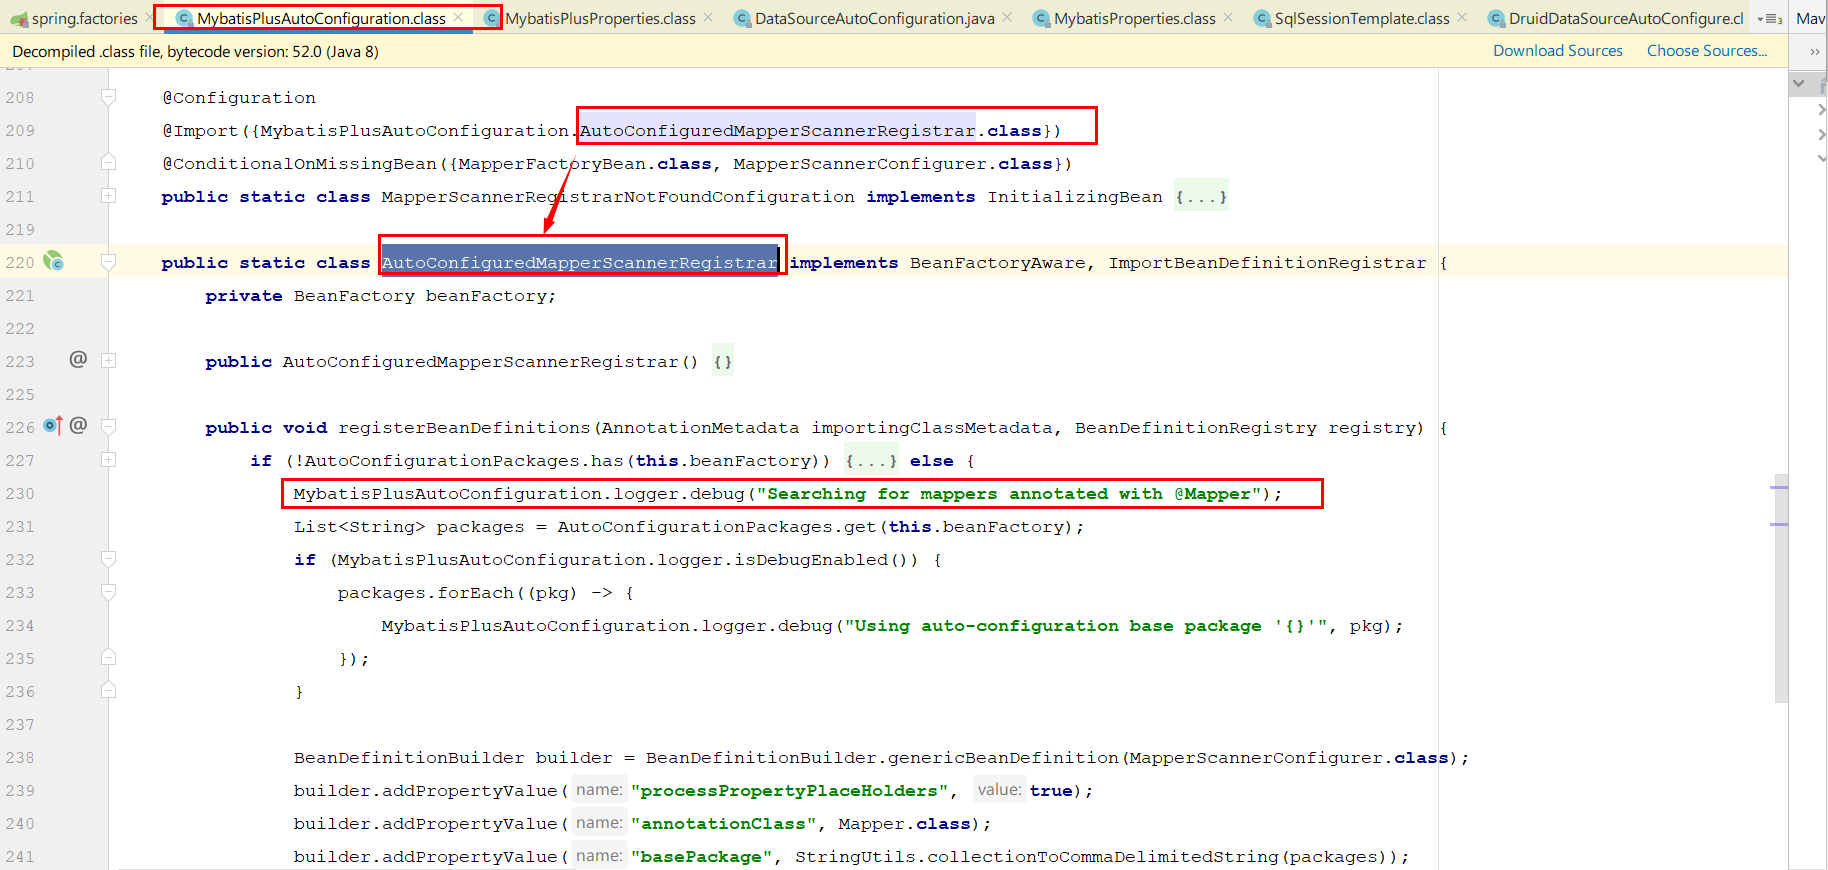 spring.factories MybatisPlusAutoConfiguration.class MybatisPlusProperties.class DataSourceAutoConfiguration.java MybatisProperties.class SqlSessionTemplate.class DruidDataSourceAutoConfigure.cl Mav
Decompiled .class file, bytecode version: 52.0 (Java 8) Download Sources Choose Sources...
208 @Configuration
209 @Import({MybatisPlusAutoConfiguration.AutoConfiguredMapperScannerRegistrar.class})
210 @ConditionalOnMissingBean({MapperFactoryBean.class, MapperScannerConfigurer.class})
211 public static class MapperScannerRegistrarNotFoundConfiguration implements InitializingBean {...}
219
220 public static class AutoConfiguredMapperScannerRegistrar implements BeanFactoryAware, ImportBeanDefinitionRegistrar {
221 private BeanFactory beanFactory;
222
223 @ public AutoConfiguredMapperScannerRegistrar() {}
225
226 @ public void registerBeanDefinitions(AnnotationMetadata importingClassMetadata, BeanDefinitionRegistry registry) {
227 if (!AutoConfigurationPackages.has(this.beanFactory)) {...} else {
230 MybatisPlusAutoConfiguration.logger.debug("Searching for mappers annotated with @Mapper");
231 List<String> packages = AutoConfigurationPackages.get(this.beanFactory);
232 if (MybatisPlusAutoConfiguration.logger.isDebugEnabled()) {
233 packages.forEach((pkg) -> {
234 MybatisPlusAutoConfiguration.logger.debug("Using auto-configuration base package '{}'", pkg);
235 });
236 }
237
238 BeanDefinitionBuilder builder = BeanDefinitionBuilder.genericBeanDefinition(MapperScannerConfigurer.class);
239 builder.addPropertyValue( name: "processPropertyPlaceHolders", value: true);
240 builder.addPropertyValue( name: "annotationClass", Mapper.class);
241 builder.addPropertyValue( name: "basePackage", StringUtils.collectionToCommaDelimitedString(packages));